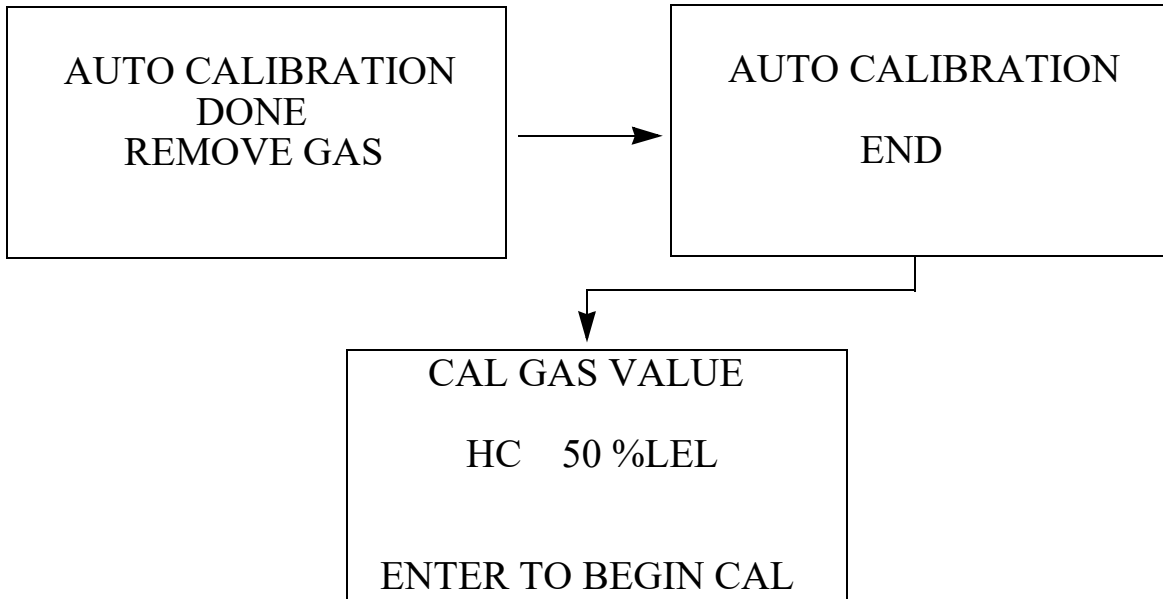 AUTO CALIBRATION
DONE
REMOVE GAS
AUTO CALIBRATION
END
CAL GAS VALUE
HC 50 %LEL
ENTER TO BEGIN CAL